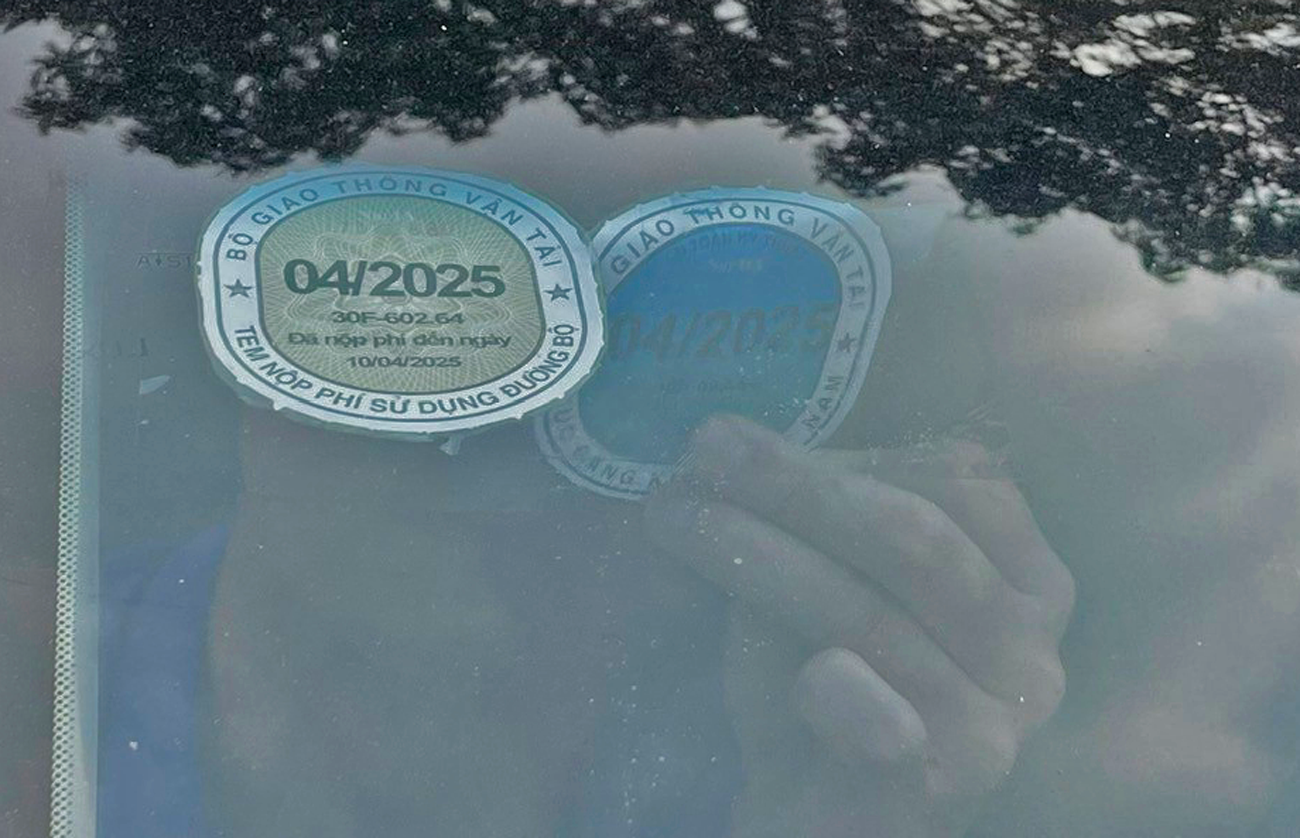 BỘ GIAO THÔNG VẬN TẢI
04/2025
30F-602.64
Đã nộp phí đến ngày
10/04/2025
TEM NỘP PHÍ SỬ DỤNG ĐƯỜNG BỘ
GIAO THÔNG VẬN TẢI
04/2025
NAM